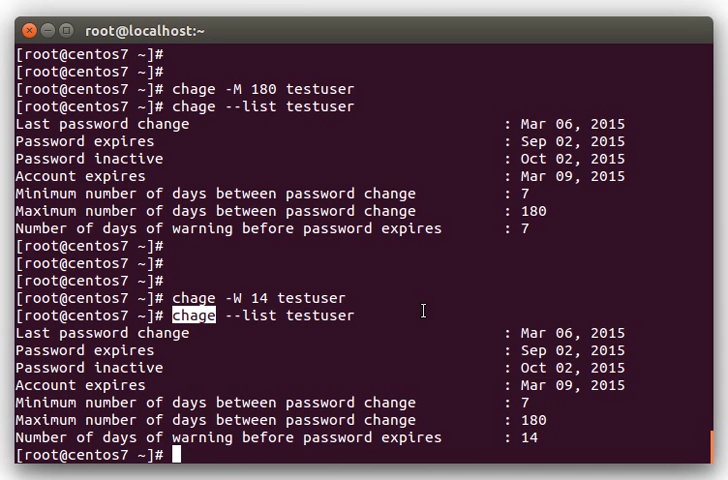 root@localhost:~
[root@centos7 ~]#
[root@centos7 ~]#
[root@centos7 ~]# chage -M 180 testuser
[root@centos7 ~]# chage --list testuser
Last password change : Mar 06, 2015
Password expires : Sep 02, 2015
Password inactive : Oct 02, 2015
Account expires : Mar 09, 2015
Minimum number of days between password change : 7
Maximum number of days between password change : 180
Number of days of warning before password expires : 7
[root@centos7 ~]#
[root@centos7 ~]#
[root@centos7 ~]#
[root@centos7 ~]# chage -W 14 testuser
[root@centos7 ~]# chage --list testuser
Last password change : Mar 06, 2015
Password expires : Sep 02, 2015
Password inactive : Oct 02, 2015
Account expires : Mar 09, 2015
Minimum number of days between password change : 7
Maximum number of days between password change : 180
Number of days of warning before password expires : 14
[root@centos7 ~]#